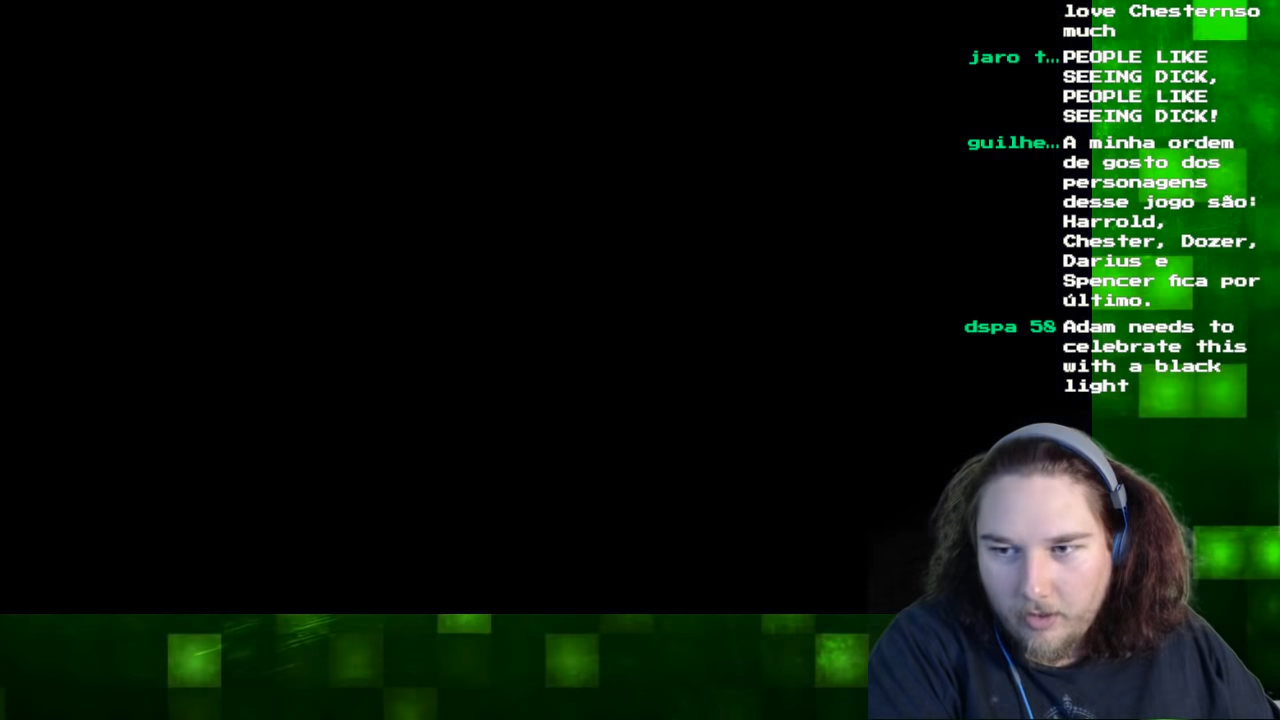 love Chesternso
much
jaro t… PEOPLE LIKE
SEEING DICK,
PEOPLE LIKE
SEEING DICK!
guilhe… A minha ordem
de gosto dos
personagens
desse jogo são:
Harrold,
Chester, Dozer,
Darius e
Spencer fica por
último.
dspa 58 Adam needs to
celebrate this
with a black
light